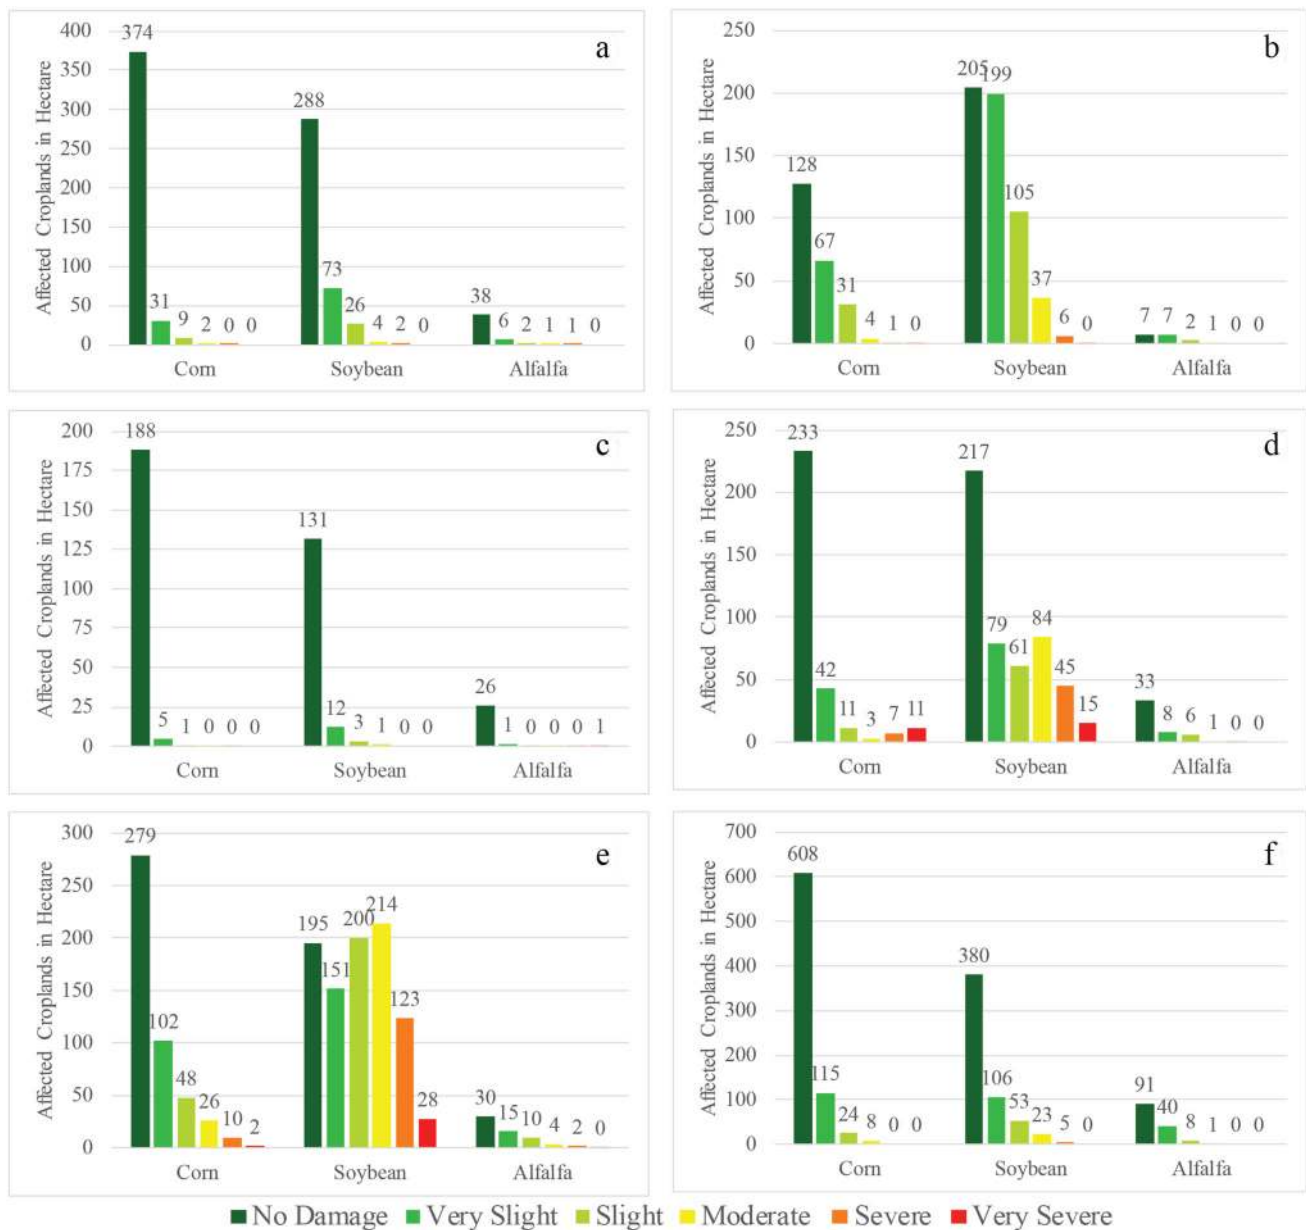 a
Affected Croplands in Hectare
400
350
300
250
200
150
100
50
0
374 31 9 2 0 0
288 73 26 4 2 0
38 6 2 1 1 0
Corn Soybean Alfalfa
b
Affected Croplands in Hectare
250
200
150
100
50
0
128 67 31 4 1 0
205 199 105 37 6 0
7 7 2 1 0 0
Corn Soybean Alfalfa
c
Affected Croplands in Hectare
200
175
150
125
100
75
50
25
0
188 5 1 0 0 0
131 12 3 1 0 0
26 1 0 0 0 1
Corn Soybean Alfalfa
d
Affected Croplands in Hectare
250
200
150
100
50
0
233 42 11 3 7 11
217 79 61 84 45 15
33 8 6 1 0 0
Corn Soybean Alfalfa
e
Affected Croplands in Hectare
300
250
200
150
100
50
0
279 102 48 26 10 2
195 151 200 214 123 28
30 15 10 4 2 0
Corn Soybean Alfalfa
f
Affected Croplands in Hectare
700
600
500
400
300
200
100
0
608 115 24 8 0 0
380 106 53 23 5 0
91 40 8 1 0 0
Corn Soybean Alfalfa
No Damage Very Slight Slight Moderate Severe Very Severe